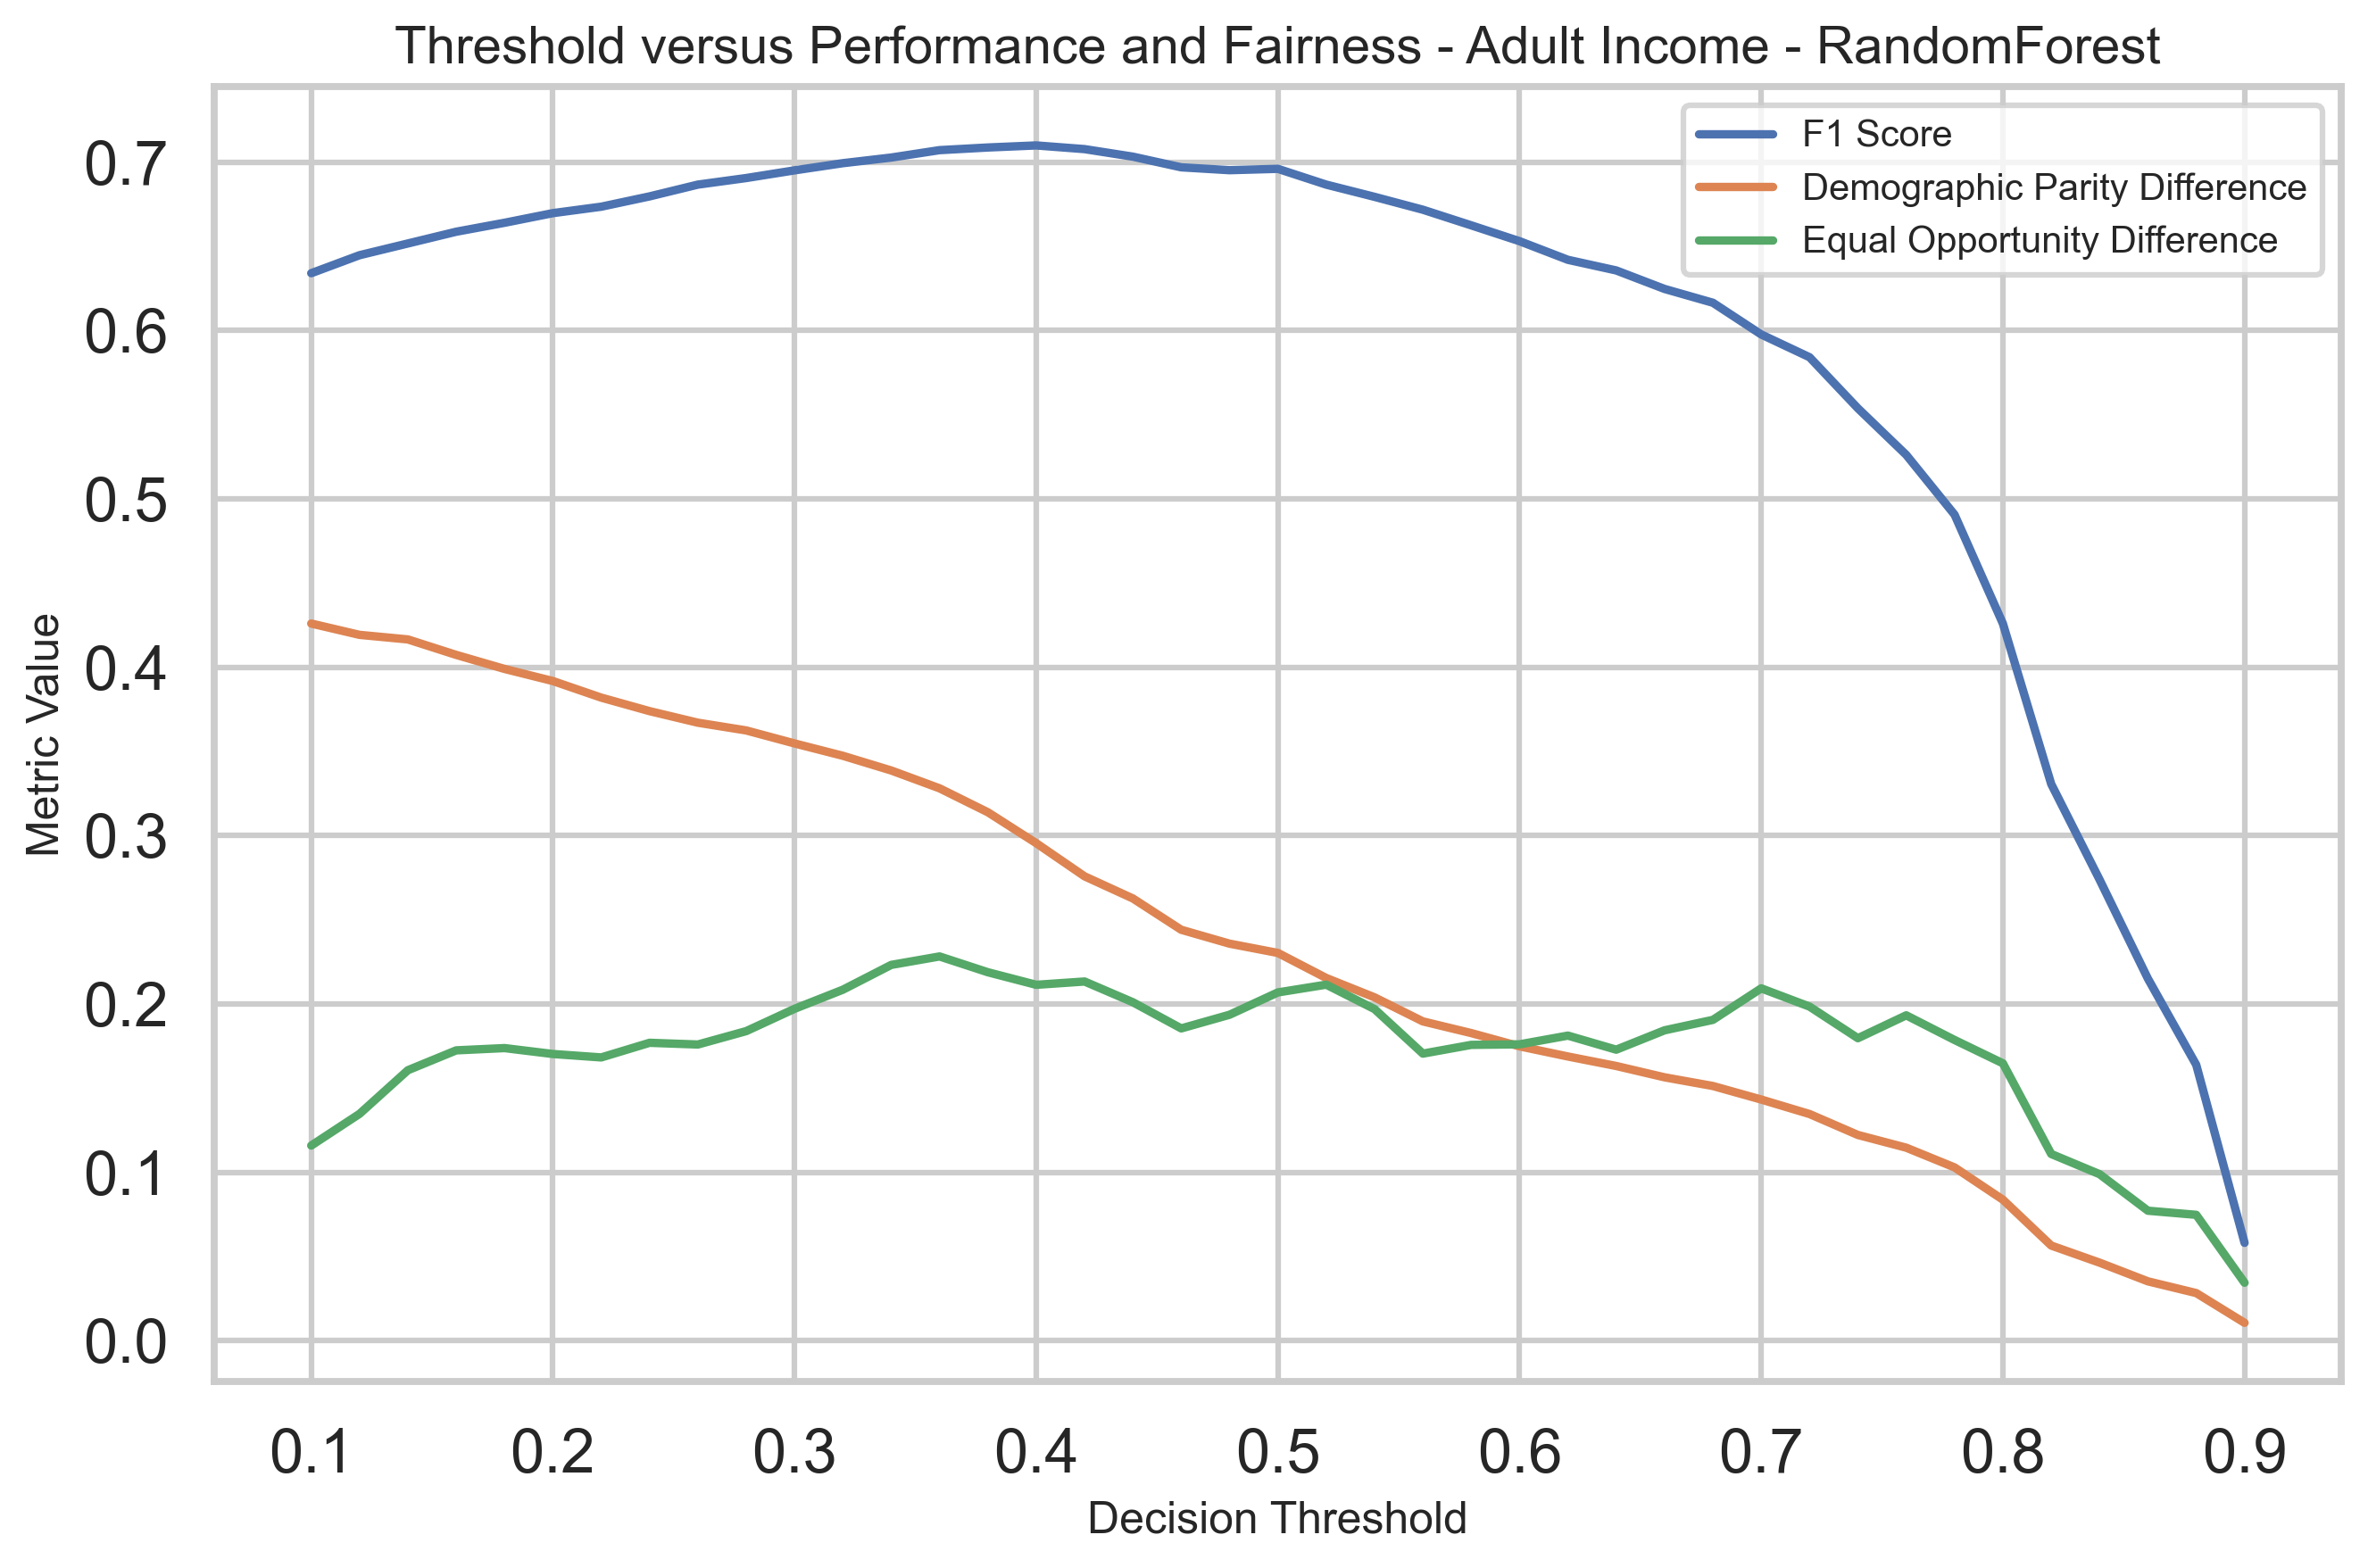 Threshold versus Performance and Fairness - Adult Income - RandomForest
F1 Score
Demographic Parity Difference
Equal Opportunity Difference
Metric Value
0.7
0.6
0.5
0.4
0.3
0.2
0.1
0.0
0.1 0.2 0.3 0.4 0.5 0.6 0.7 0.8 0.9
Decision Threshold